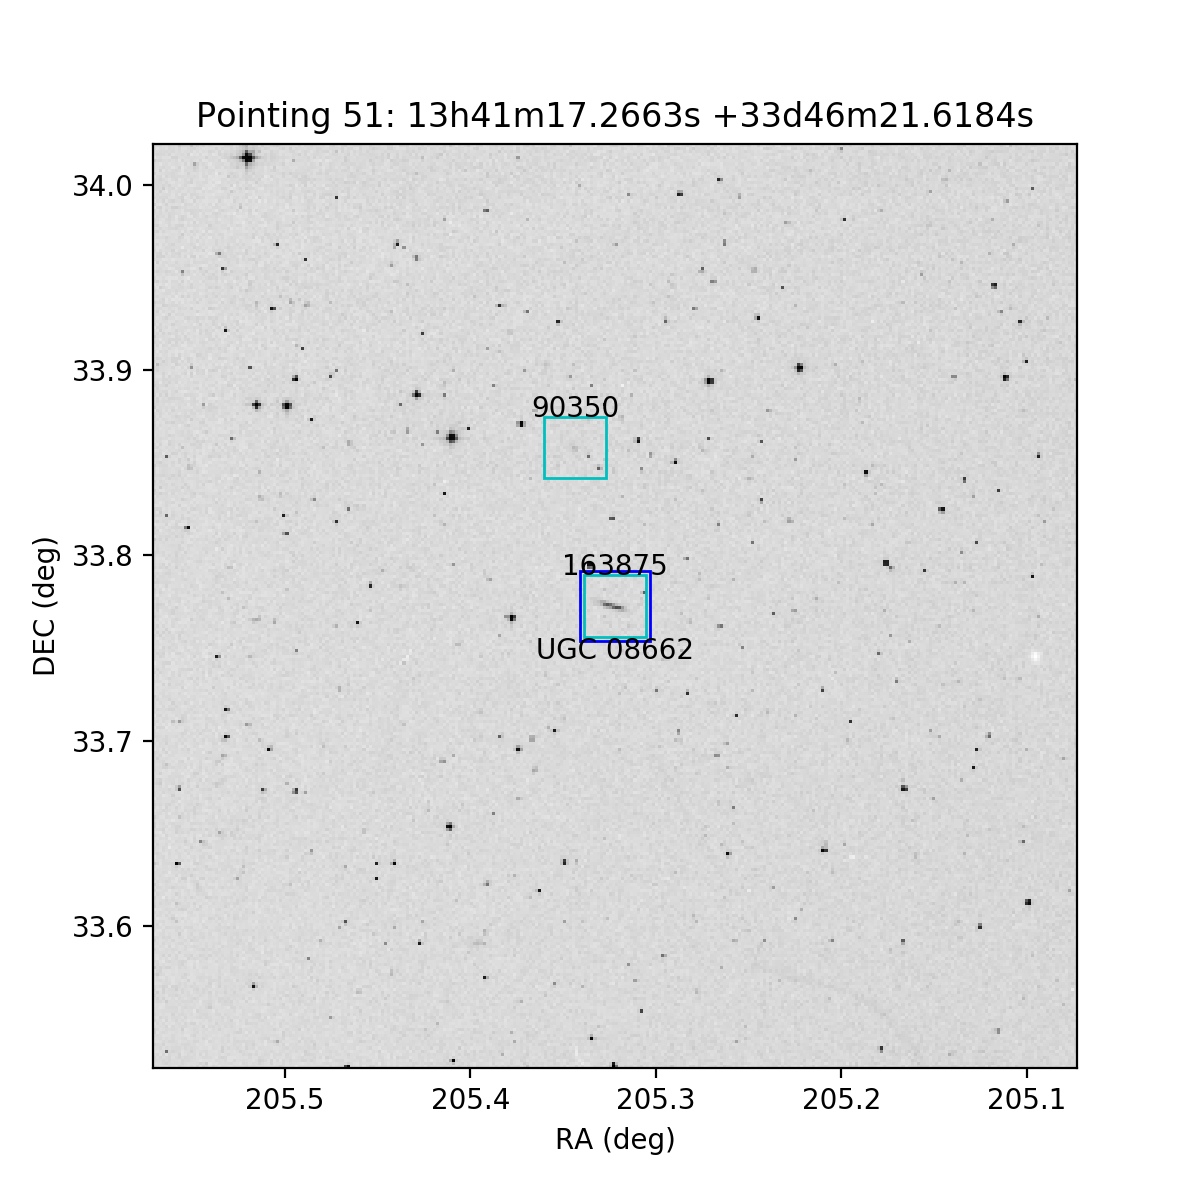 Pointing 51: 13h41m17.2663s +33d46m21.6184s
34.0
33.9
90350
33.8
163875
UGC 08662
DEC (deg)
33.7
33.6
205.5 205.4 205.3 205.2 205.1
RA (deg)